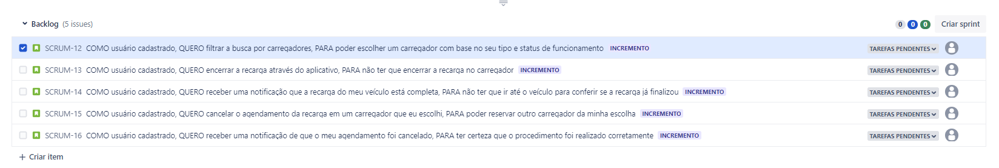 Backlog (5 issues) 0 0 0 Criar sprint
SCRUM-12 COMO usuário cadastrado, QUERO filtrar a busca por carregadores, PARA poder escolher um carregador com base no seu tipo e status de funcionamento INCREMENTO TAREFAS PENDENTES
SCRUM-13 COMO usuário cadastrado, QUERO encerrar a recarga através do aplicativo, PARA não ter que encerrar a recarga no carregador INCREMENTO TAREFAS PENDENTES
SCRUM-14 COMO usuário cadastrado, QUERO receber uma notificação que a recarga do meu veículo está completa, PARA não ter que ir até o veículo para conferir se a recarga já finalizou INCREMENTO TAREFAS PENDENTES
SCRUM-15 COMO usuário cadastrado, QUERO cancelar o agendamento da recarga em um carregador que eu escolhi, PARA poder reservar outro carregador da minha escolha INCREMENTO TAREFAS PENDENTES
SCRUM-16 COMO usuário cadastrado, QUERO receber uma notificação de que o meu agendamento foi cancelado, PARA ter certeza que o procedimento foi realizado corretamente INCREMENTO TAREFAS PENDENTES
+ Criar item